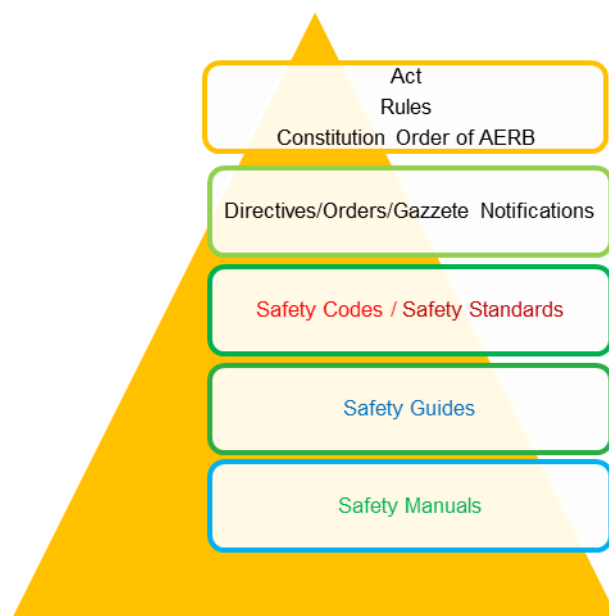 Act
Rules
Constitution Order of AERB
Directives/Orders/Gazzete Notifications
Safety Codes / Safety Standards
Safety Guides
Safety Manuals